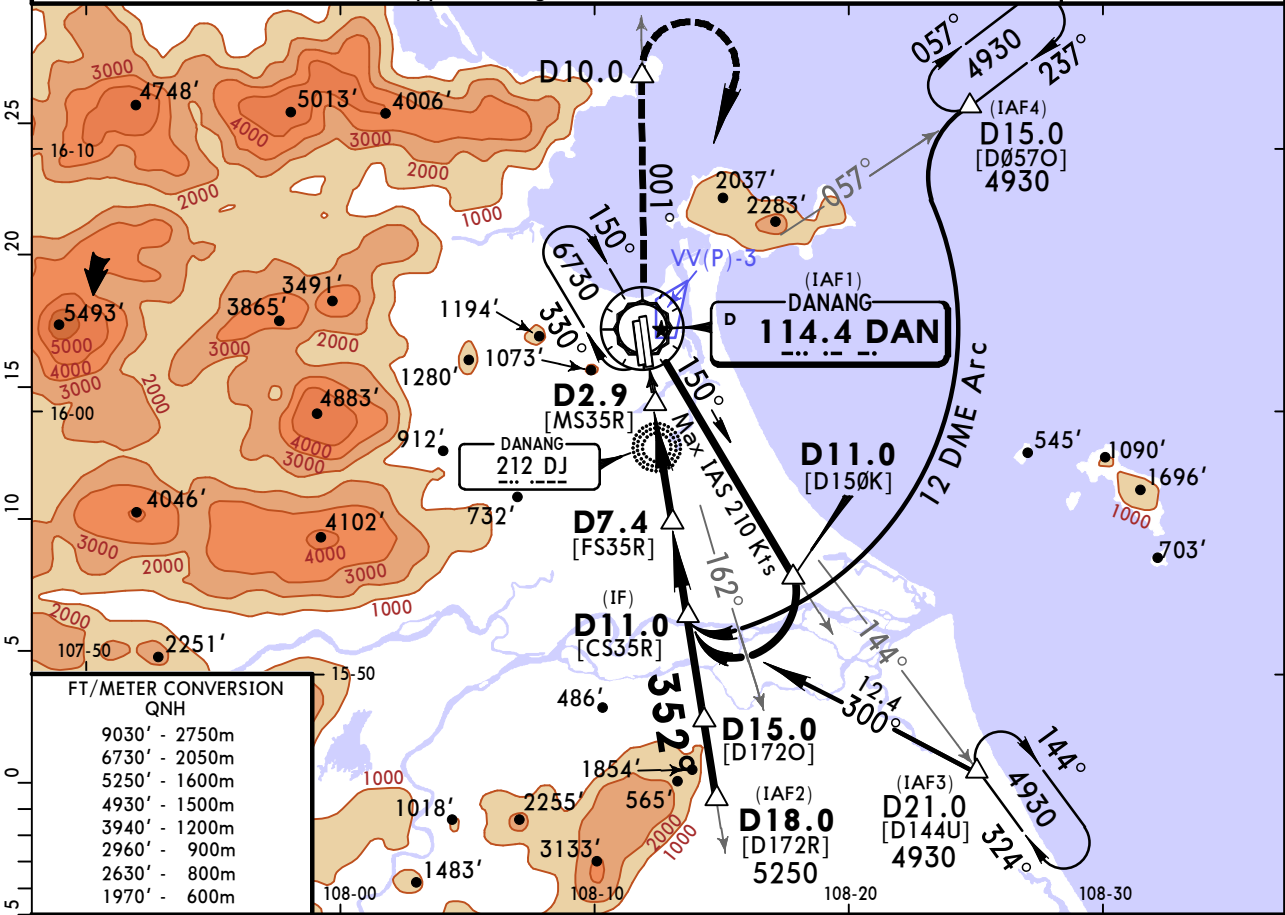 D10.0
057°
4930
237°
(IAF4)
D15.0
[DØ57O]
4930
3000
4748'
5013'
4006'
4000
3000
2000
16-10
2000
2000
1000
25
20
15
10
5
0
5
001°
2037'
2283'
057°
150°
6730
330°
VV(P)-3
(IAF1)
DANANG
D
114.4 DAN
5493'
5000
4000
3000
2000
3491'
3865'
2000
3000
1194'
1073'
1280'
16-00
4883'
4000
3000
912'
D2.9
[MS35R]
DANANG
212 DJ
150°
Max IAS 210 Kts
D11.0
[D15ØK]
12 DME Arc
545'
1090'
1696'
1000
703'
4046'
3000
2000
4102'
4000
3000
1000
732'
D7.4
[FS35R]
162°
(IF)
D11.0
[CS35R]
2000
2251'
107-50
15-50
144°
12.4
300°
352°
486'
D15.0
[D172O]
144°
4930
324°
(IAF3)
D21.0
[D144U]
4930
1854'
565'
(IAF2)
D18.0
[D172R]
5250
1000
1018'
2255'
2000
1000
3133'
1483'
108-00
108-10
108-20
108-30
FT/METER CONVERSION
QNH
9030' - 2750m
6730' - 2050m
5250' - 1600m
4930' - 1500m
3940' - 1200m
2960' - 900m
2630' - 800m
1970' - 600m